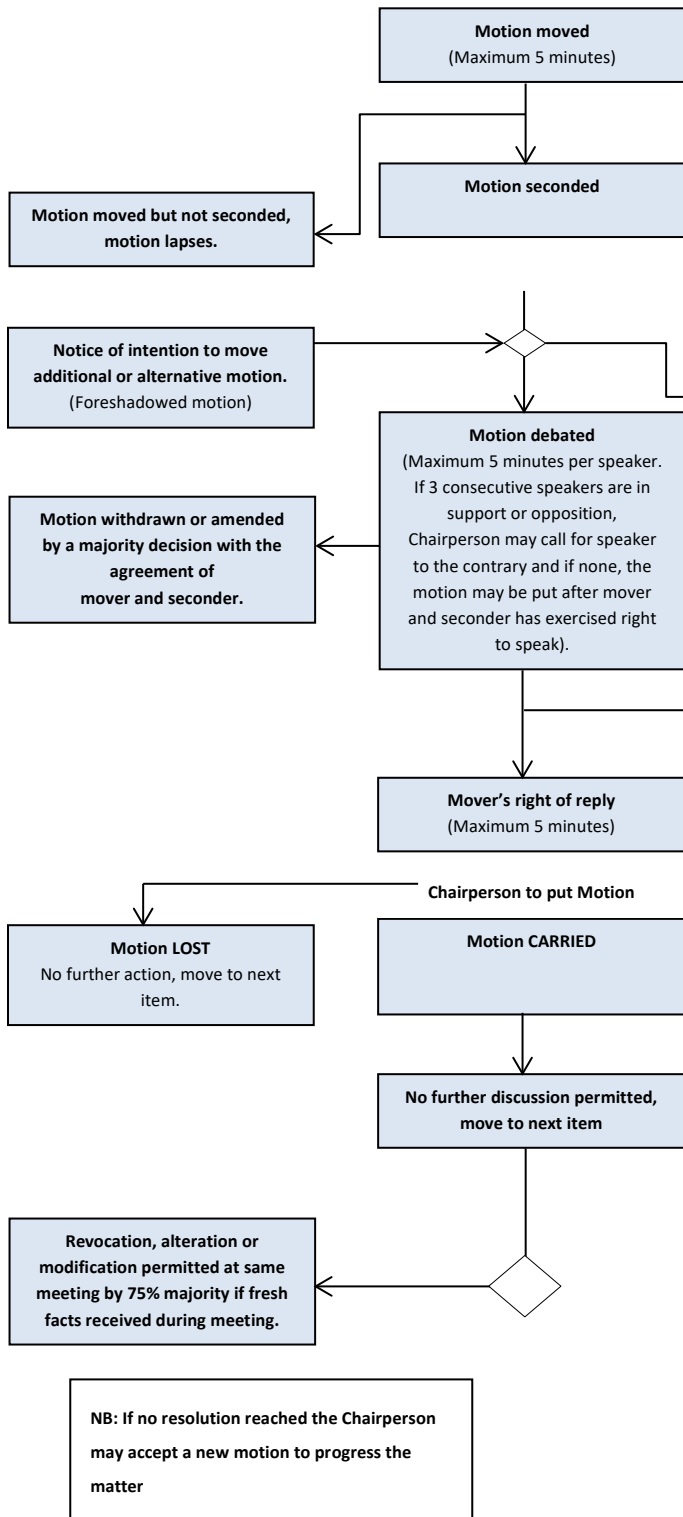 Motion moved
(Maximum 5 minutes)
Motion seconded
Motion moved but not seconded,
motion lapses.
Notice of intention to move
additional or alternative motion.
(Foreshadowed motion)
Motion debated
(Maximum 5 minutes per speaker.
If 3 consecutive speakers are in
support or opposition,
Chairperson may call for speaker
to the contrary and if none, the
motion may be put after mover
and seconder has exercised right
to speak).
Motion withdrawn or amended
by a majority decision with the
agreement of
mover and seconder.
Mover’s right of reply
(Maximum 5 minutes)
Chairperson to put Motion
Motion LOST
No further action, move to next
item.
Motion CARRIED
No further discussion permitted,
move to next item
Revocation, alteration or
modification permitted at same
meeting by 75% majority if fresh
facts received during meeting.
NB: If no resolution reached the Chairperson
may accept a new motion to progress the
matter